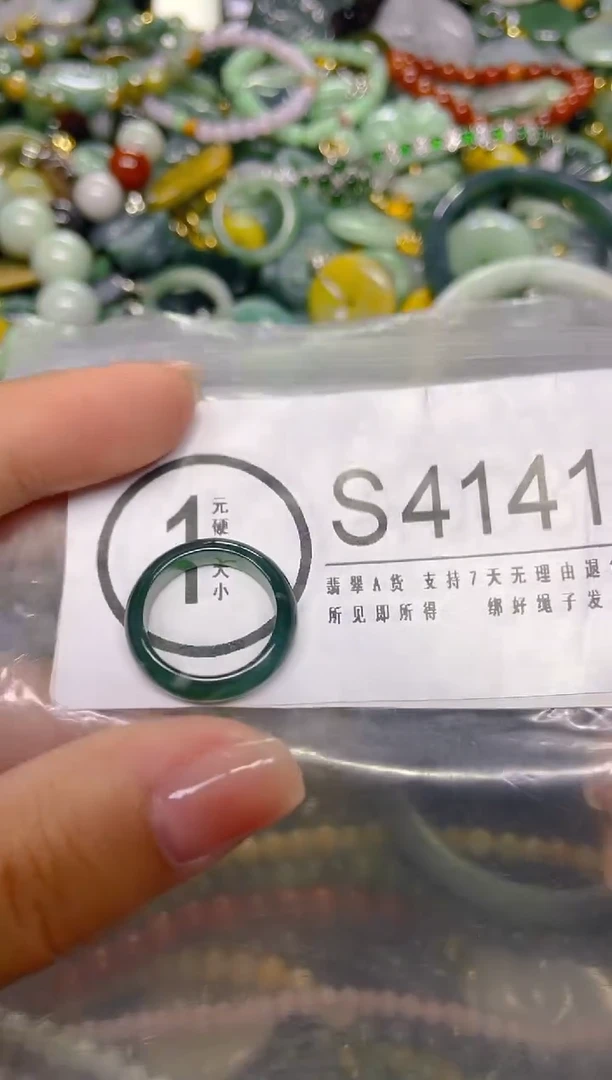 1
元
硬
大
小
S4141
翡翠A货 支持7天无理由退
所见即所得 绑好绳子发